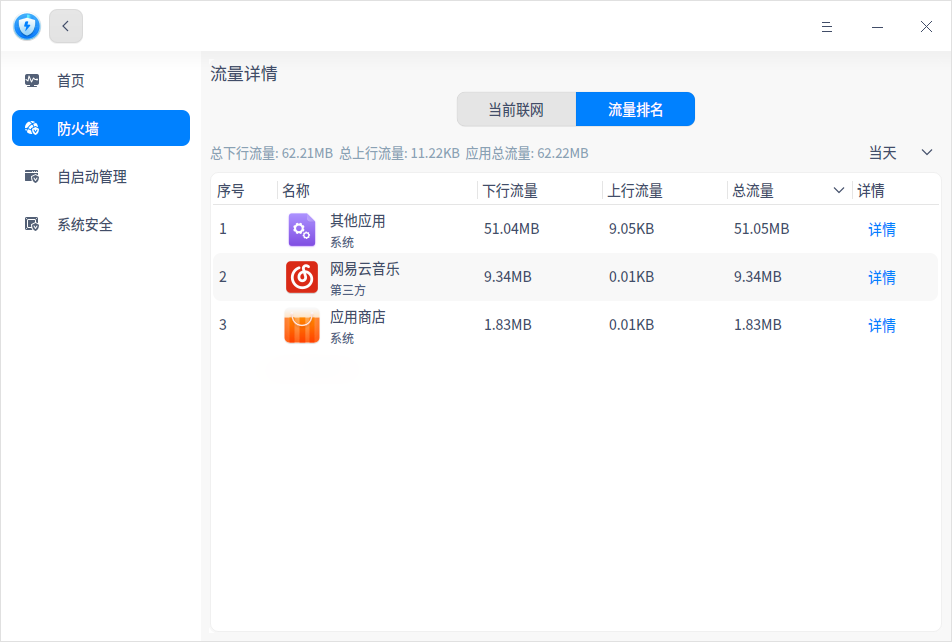 首页
防火墙
自启动管理
系统安全
流量详情
当前联网 流量排名
总下行流量: 62.21MB 总上行流量: 11.22KB 应用总流量: 62.22MB 当天
序号 名称 下行流量 上行流量 总流量 详情
1 其他应用 系统 51.04MB 9.05KB 51.05MB 详情
2 网易云音乐 第三方 9.34MB 0.01KB 9.34MB 详情
3 应用商店 系统 1.83MB 0.01KB 1.83MB 详情